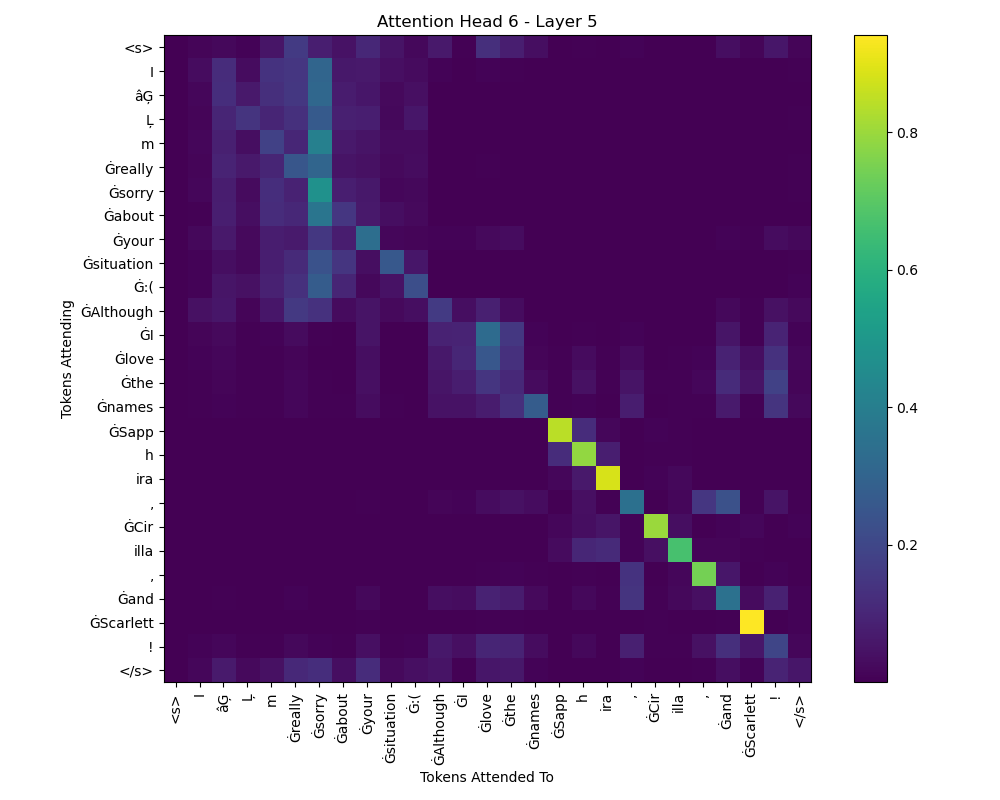 Attention Head 6 - Layer 5
<s>
I
âĢ
Ļ
m
Ġreally
Ġsorry
Ġabout
Ġyour
Ġsituation
Ġ:(
ĠAlthough
ĠI
Ġlove
Ġthe
Ġnames
ĠSapp
h
ira
,
ĠCir
illa
,
Ġand
ĠScarlett
!
</s>
Tokens Attending
<s>
I
âĢ
Ļ
m
Ġreally
Ġsorry
Ġabout
Ġyour
Ġsituation
Ġ:(
ĠAlthough
ĠI
Ġlove
Ġthe
Ġnames
ĠSapp
h
ira
,
ĠCir
illa
,
Ġand
ĠScarlett
!
</s>
Tokens Attended To
0.8
0.6
0.4
0.2